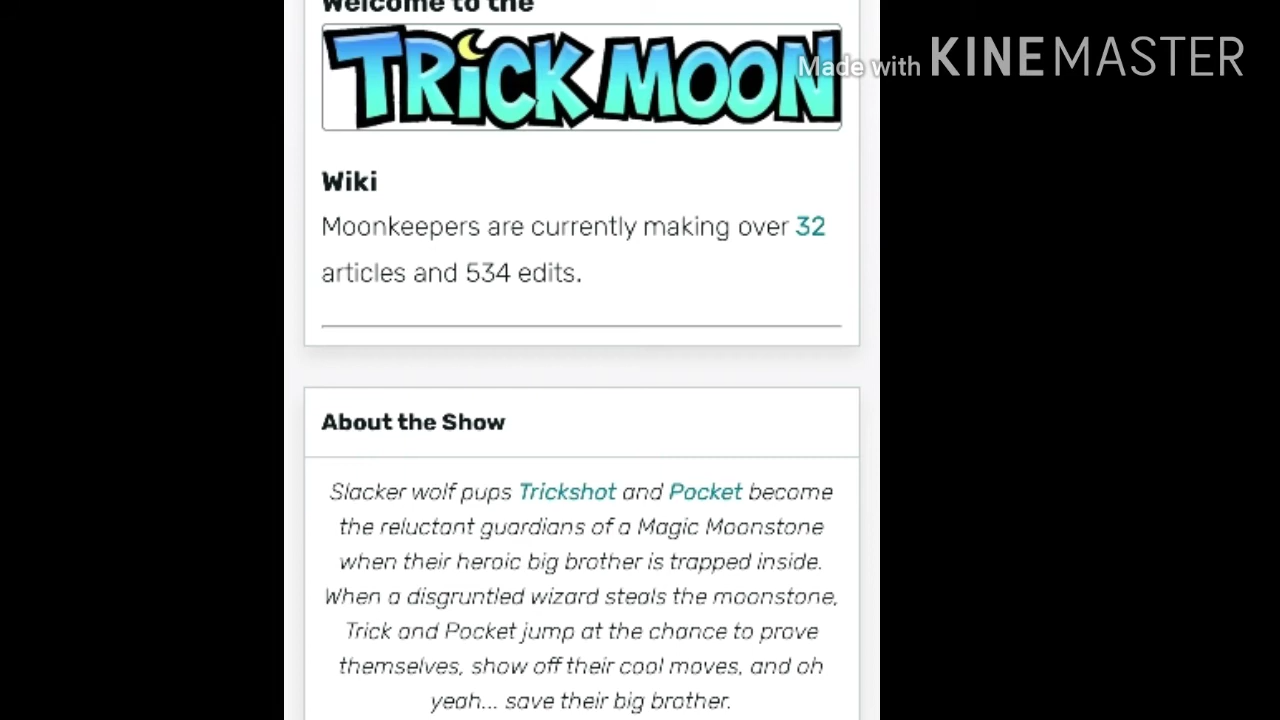 Welcome to the
TRiCK MOON
Made with KINEMASTER
Wiki
Moonkeepers are currently making over 32
articles and 534 edits.
About the Show
Slacker wolf pups Trickshot and Pocket become
the reluctant guardians of a Magic Moonstone
when their heroic big brother is trapped inside.
When a disgruntled wizard steals the moonstone,
Trick and Pocket jump at the chance to prove
themselves, show off their cool moves, and oh
yeah... save their big brother.